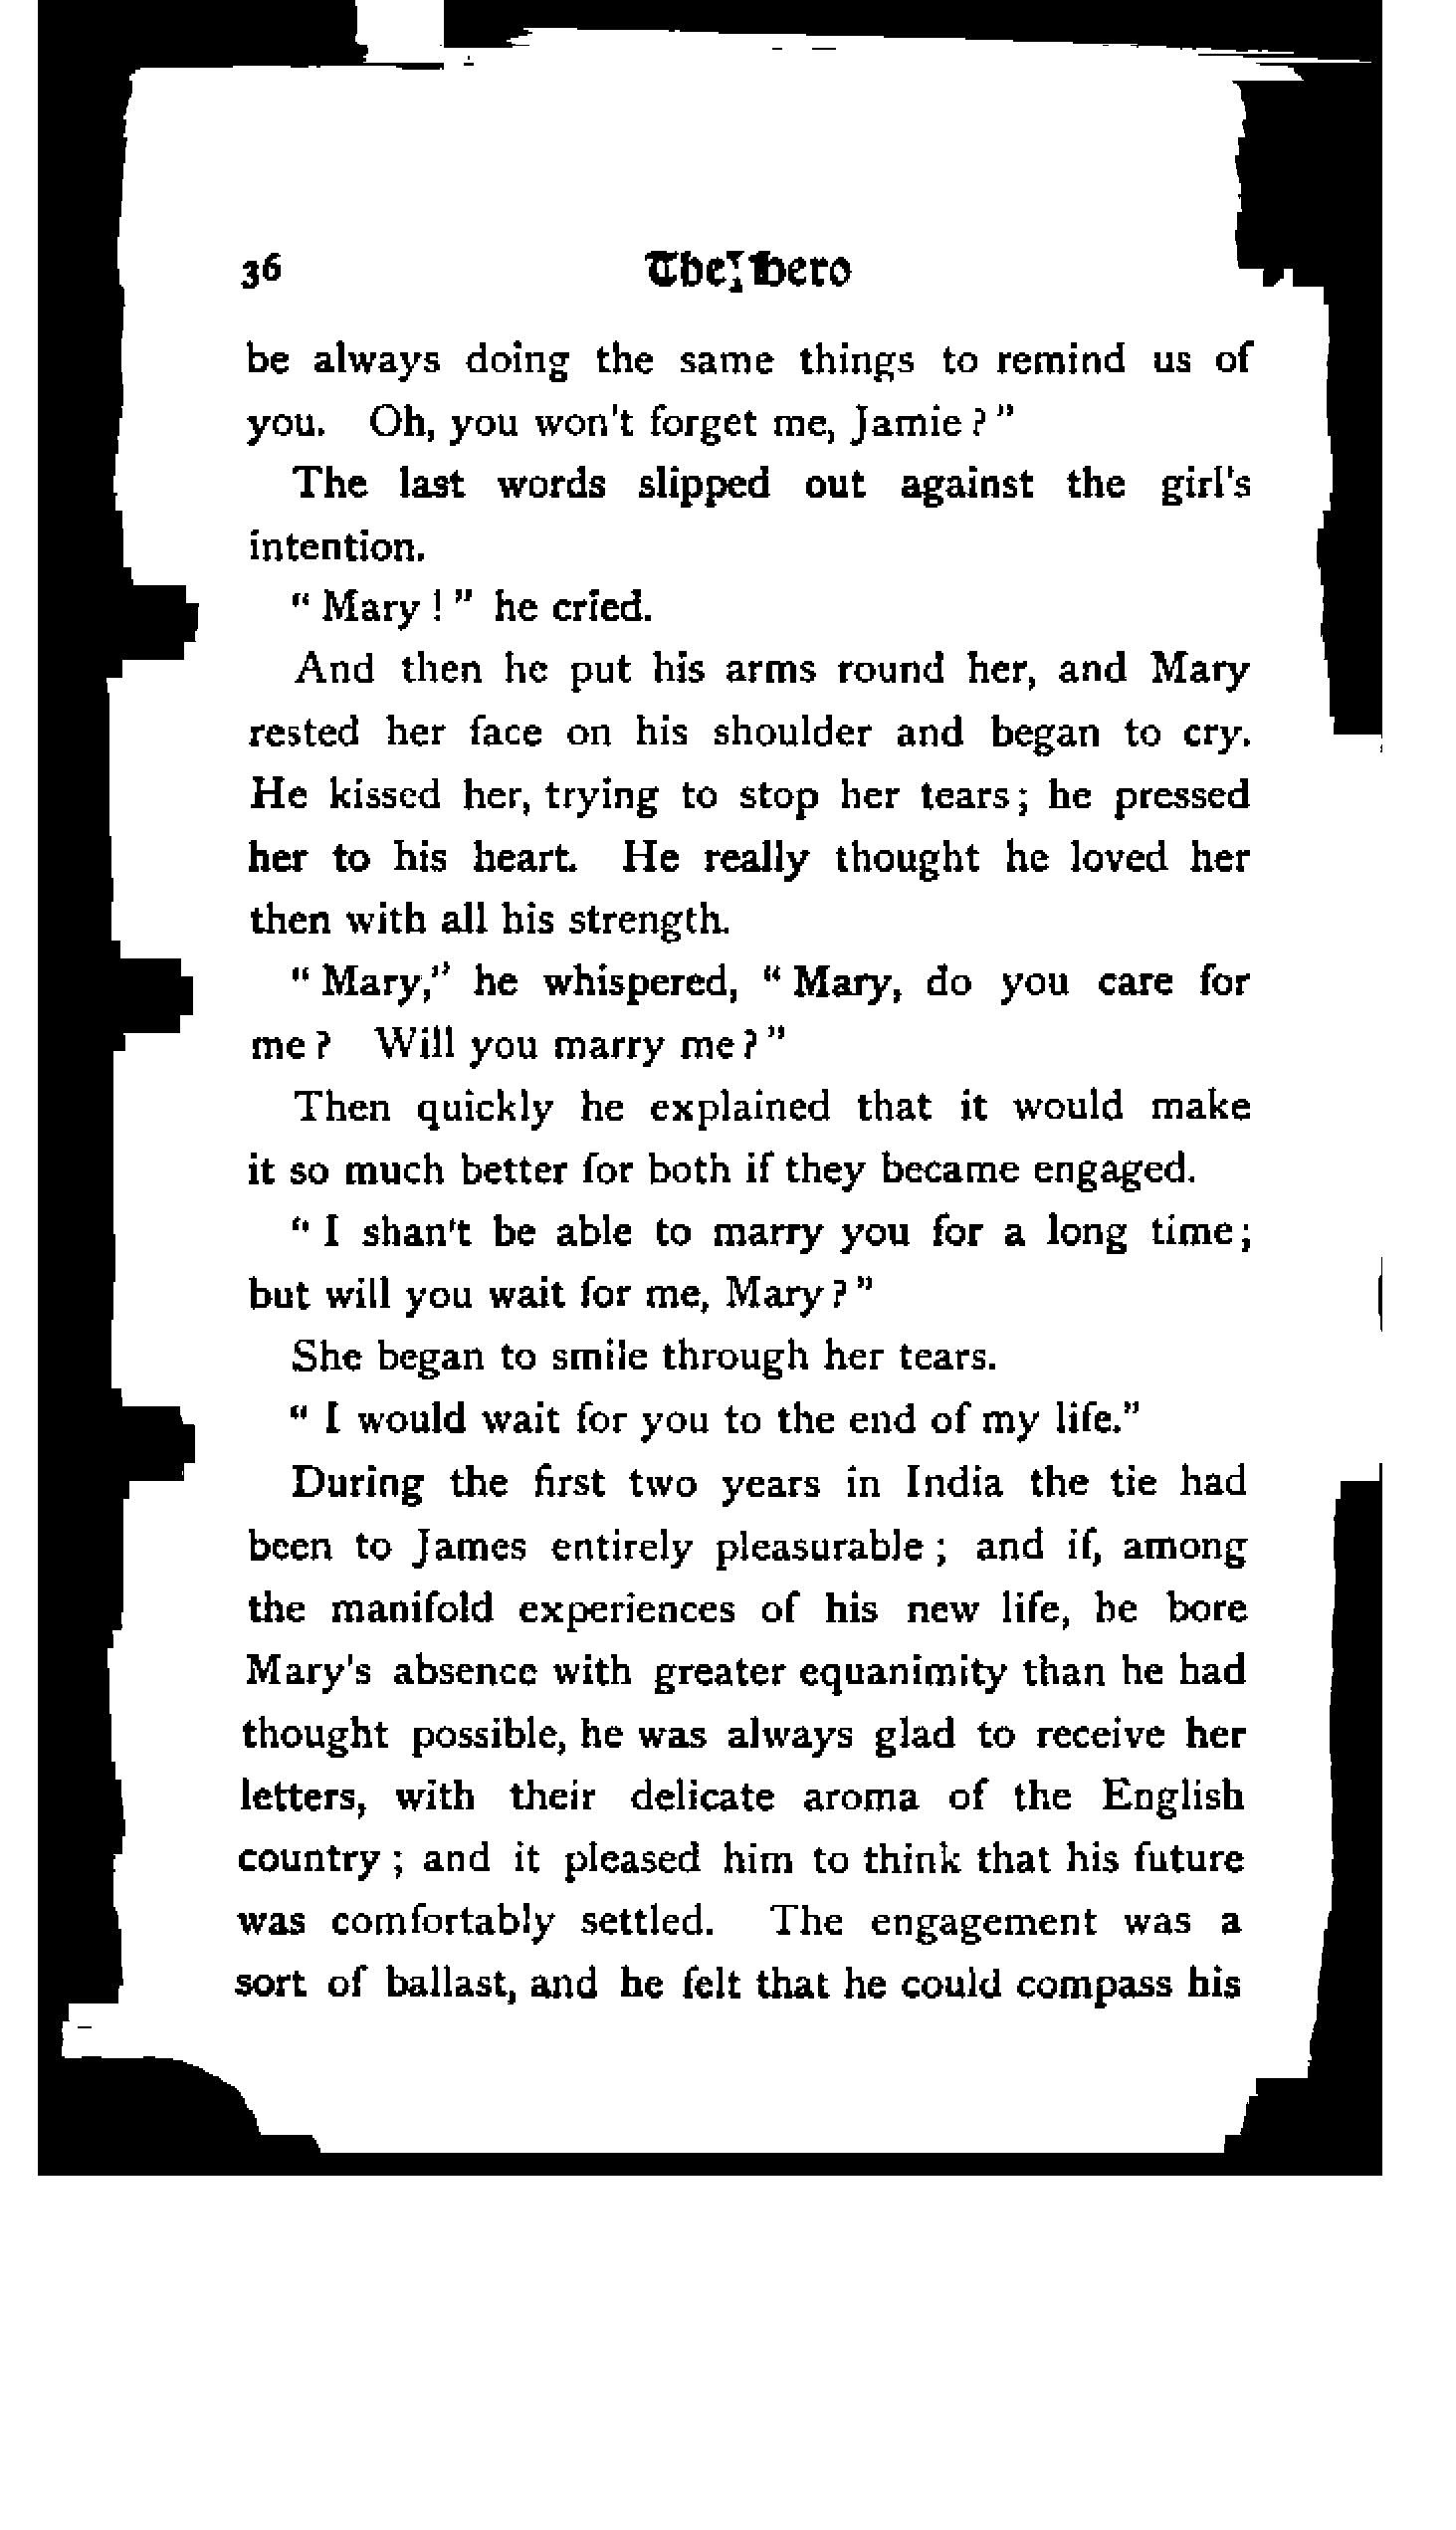 36 The Hero
be always doing the same things to remind us of
you. Oh, you won't forget me, Jamie?"
The last words slipped out against the girl's
intention.
"Mary!" he cried.
And then he put his arms round her, and Mary
rested her face on his shoulder and began to cry.
He kissed her, trying to stop her tears; he pressed
her to his heart. He really thought he loved her
then with all his strength.
"Mary," he whispered, "Mary, do you care for
me? Will you marry me?"
Then quickly he explained that it would make
it so much better for both if they became engaged.
"I shan't be able to marry you for a long time;
but will you wait for me, Mary?"
She began to smile through her tears.
"I would wait for you to the end of my life."
During the first two years in India the tie had
been to James entirely pleasurable; and if, among
the manifold experiences of his new life, he bore
Mary's absence with greater equanimity than he had
thought possible, he was always glad to receive her
letters, with their delicate aroma of the English
country; and it pleased him to think that his future
was comfortably settled. The engagement was a
sort of ballast, and he felt that he could compass his